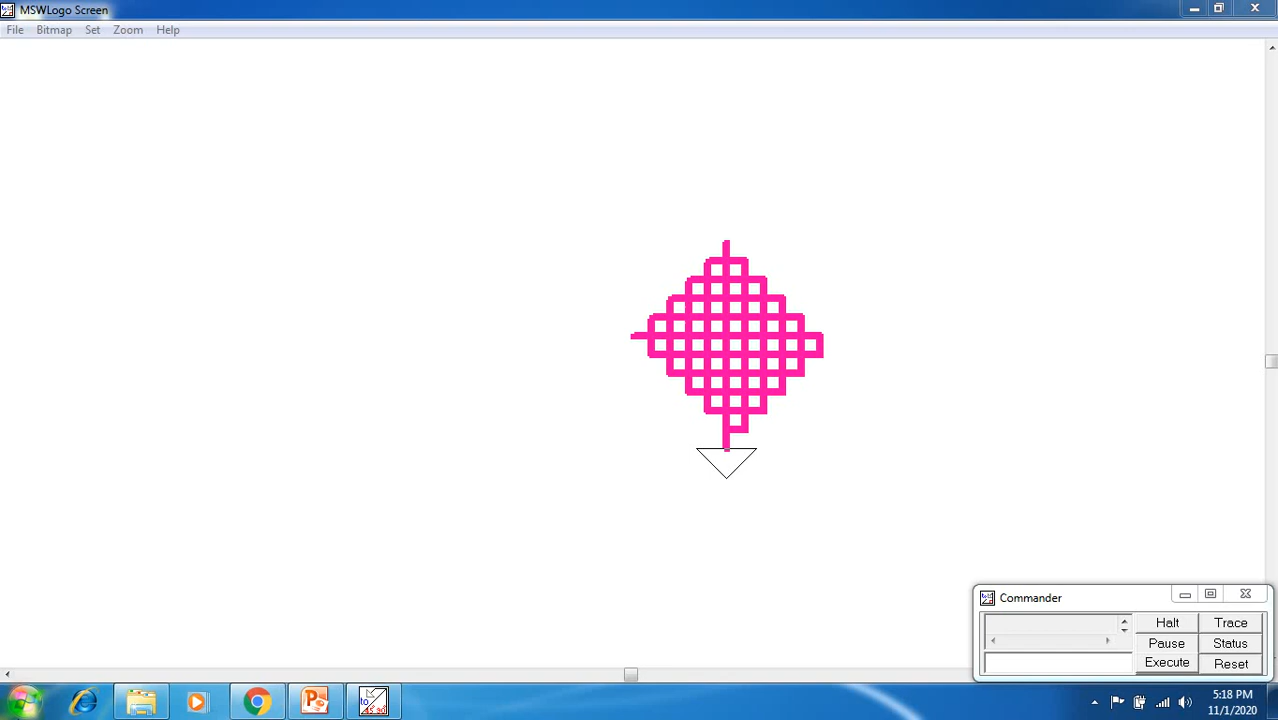 MSWLogo Screen
File Bitmap Set Zoom Help
Commander
Halt Trace
Pause Status
Execute Reset
5:18 PM
11/1/2020